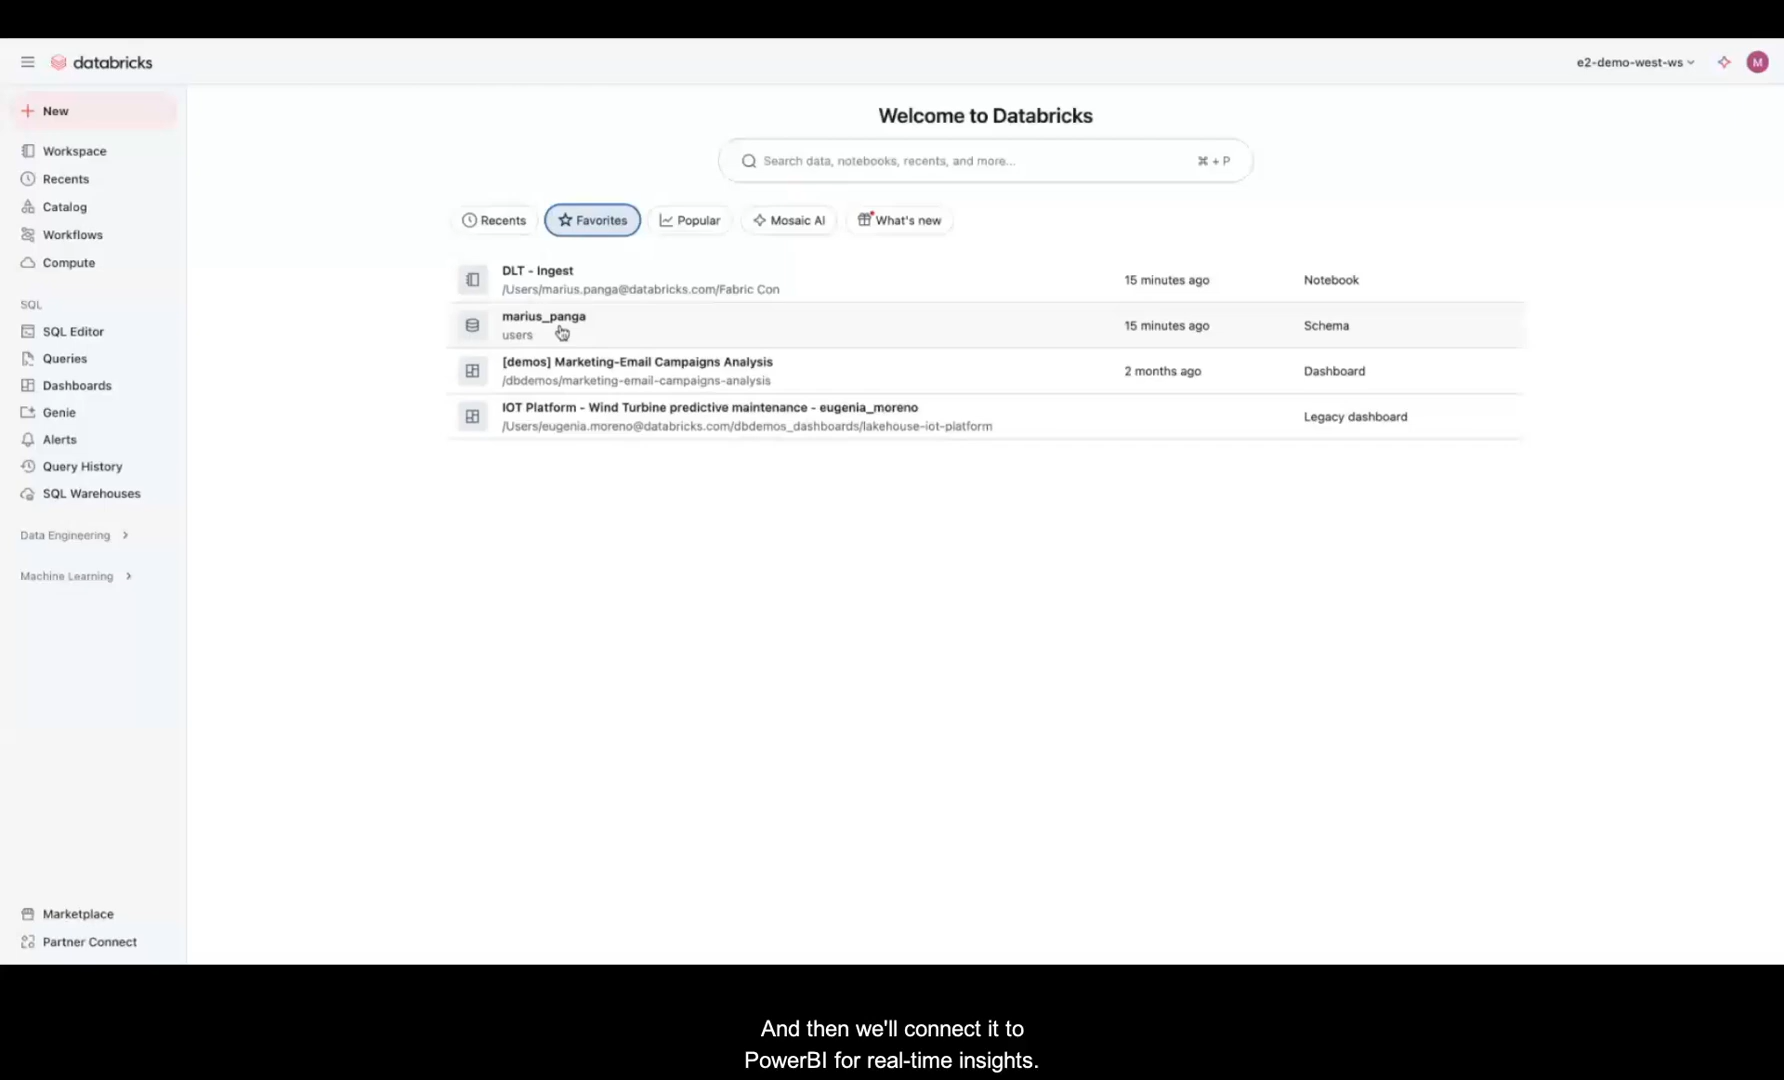 databricks
e2-demo-west-ws
M
New
Workspace
Recents
Catalog
Workflows
Compute
SQL
SQL Editor
Queries
Dashboards
Genie
Alerts
Query History
SQL Warehouses
Data Engineering
Machine Learning
Marketplace
Partner Connect
Welcome to Databricks
Search data, notebooks, recents, and more... ⌘ + P
Recents Favorites Popular Mosaic AI What's new
DLT - Ingest 15 minutes ago Notebook
/Users/marius.panga@databricks.com/Fabric Con
marius_panga 15 minutes ago Schema
users
[demos] Marketing-Email Campaigns Analysis 2 months ago Dashboard
/dbdemos/marketing-email-campaigns-analysis
IOT Platform - Wind Turbine predictive maintenance - eugenia_moreno Legacy dashboard
/Users/eugenia.moreno@databricks.com/dbdemos_dashboards/lakehouse-iot-platform
And then we'll connect it to
PowerBI for real-time insights.